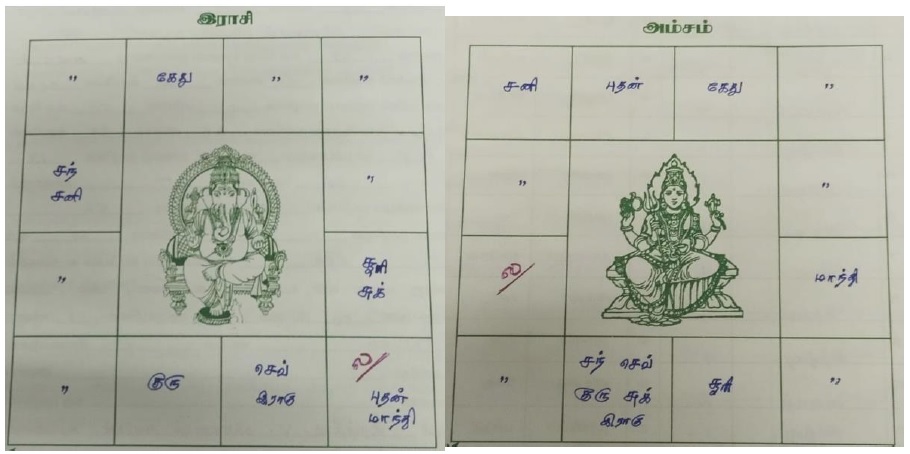 இராசி
" கேது " "
சந்
சனி
"
"
சூரி
சுக்
" குரு செவ்
இராகு
ல/
புதன்
மாந்தி
அம்சம்
சனி புதன் கேது "
" "
ல/ மாந்தி
" சந் செவ்
குரு சுக்
இராகு
சூரி "